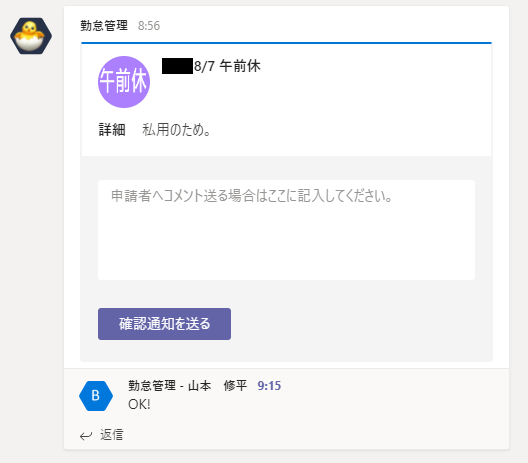 勤怠管理 8:56
午前休
8/7 午前休
詳細 私用のため。
申請者へコメント送る場合はここに記入してください。
確認通知を送る
B
勤怠管理 - 山本　修平 9:15
OK!
返信